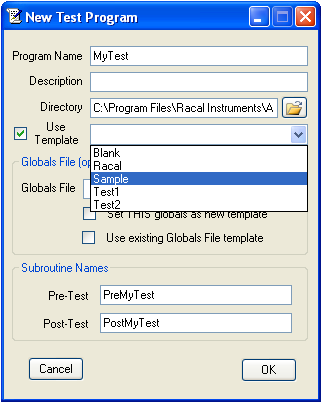 New Test Program
Program Name MyTest
Description
Directory C:\Program Files\Racal Instruments\A
Use Template
Blank
Racal
Sample
Test1
Test2
Globals File (op
Globals File
Set THIS globals as new template
Use existing Globals File template
Subroutine Names
Pre-Test PreMyTest
Post-Test PostMyTest
Cancel OK